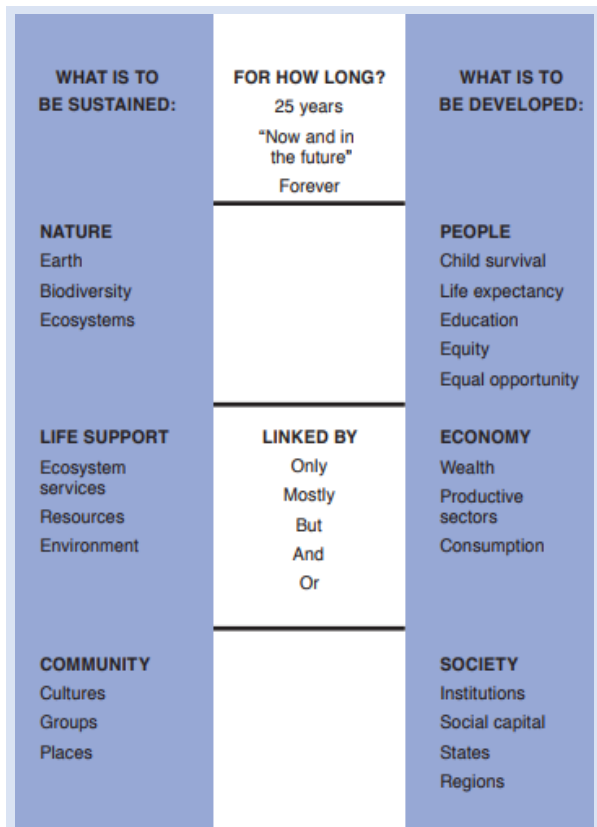 WHAT IS TO
BE SUSTAINED:
FOR HOW LONG?
25 years
“Now and in
the future”
Forever
WHAT IS TO
BE DEVELOPED:
NATURE
Earth
Biodiversity
Ecosystems
PEOPLE
Child survival
Life expectancy
Education
Equity
Equal opportunity
LIFE SUPPORT
Ecosystem
services
Resources
Environment
LINKED BY
Only
Mostly
But
And
Or
ECONOMY
Wealth
Productive
sectors
Consumption
COMMUNITY
Cultures
Groups
Places
SOCIETY
Institutions
Social capital
States
Regions